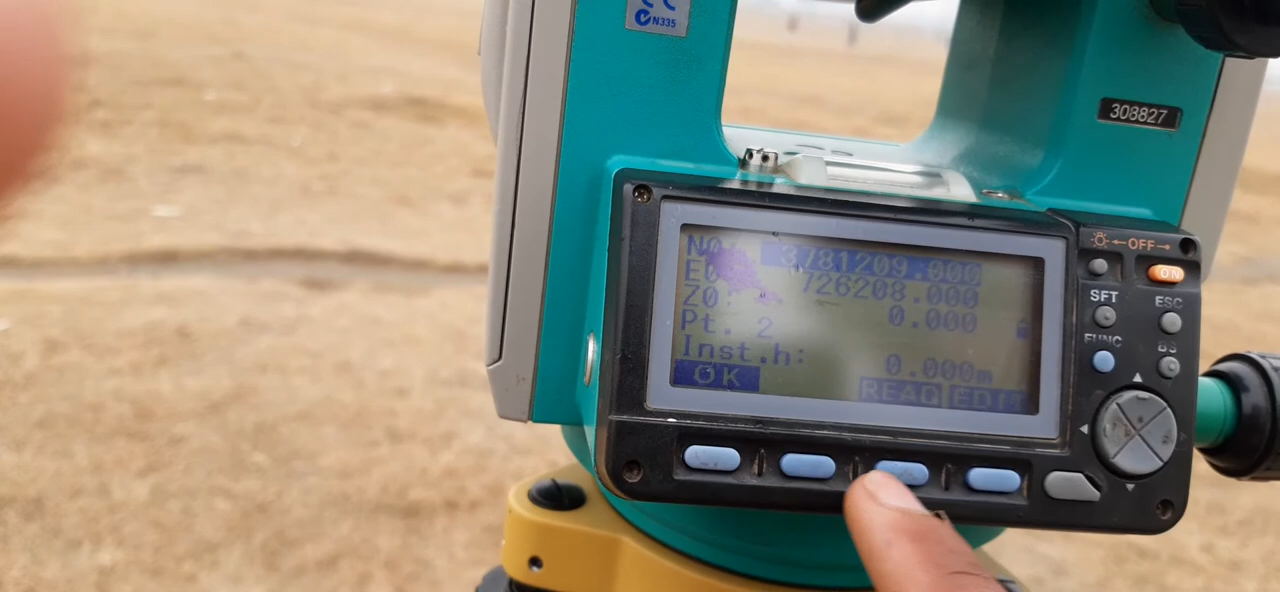 N335
308827
N0: 3781209.000
E0: 726208.000
Z0: 0.000
Pt. 2
Inst.h: 0.000m
OK READ EDIT
←OFF→
ON
SFT ESC
FUNC BS